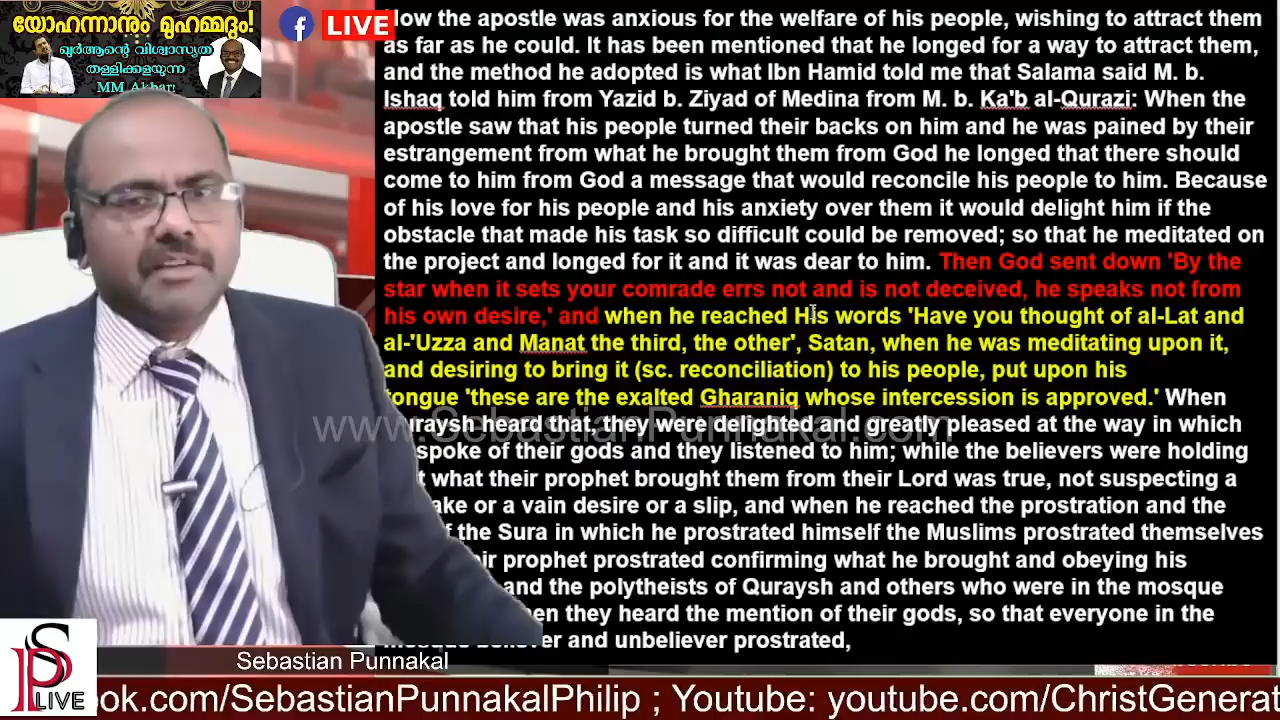 യോഹന്നാനും മുഹമ്മദും!
ഖുർആന്റെ വിശ്വാസ്യത
തള്ളിക്കളയുന്ന
MM Akbar!
f LIVE
Now the apostle was anxious for the welfare of his people, wishing to attract them
as far as he could. It has been mentioned that he longed for a way to attract them,
and the method he adopted is what Ibn Hamid told me that Salama said M. b.
Ishaq told him from Yazid b. Ziyad of Medina from M. b. Ka'b al-Qurazi: When the
apostle saw that his people turned their backs on him and he was pained by their
estrangement from what he brought them from God he longed that there should
come to him from God a message that would reconcile his people to him. Because
of his love for his people and his anxiety over them it would delight him if the
obstacle that made his task so difficult could be removed; so that he meditated on
the project and longed for it and it was dear to him. Then God sent down 'By the
star when it sets your comrade errs not and is not deceived, he speaks not from
his own desire,' and when he reached His words 'Have you thought of al-Lat and
al-'Uzza and Manat the third, the other', Satan, when he was meditating upon it,
and desiring to bring it (sc. reconciliation) to his people, put upon his
tongue 'these are the exalted Gharaniq whose intercession is approved.' When
uraysh heard that, they were delighted and greatly pleased at the way in which
spoke of their gods and they listened to him; while the believers were holding
t what their prophet brought them from their Lord was true, not suspecting a
ake or a vain desire or a slip, and when he reached the prostration and the
f the Sura in which he prostrated himself the Muslims prostrated themselves
eir prophet prostrated confirming what he brought and obeying his
and the polytheists of Quraysh and others who were in the mosque
en they heard the mention of their gods, so that everyone in the
er and unbeliever prostrated,
www.SebastianPunnakal.com
Sebastian Punnakal
SP LIVE
ok.com/SebastianPunnakalPhilip ; Youtube: youtube.com/ChristGenerat